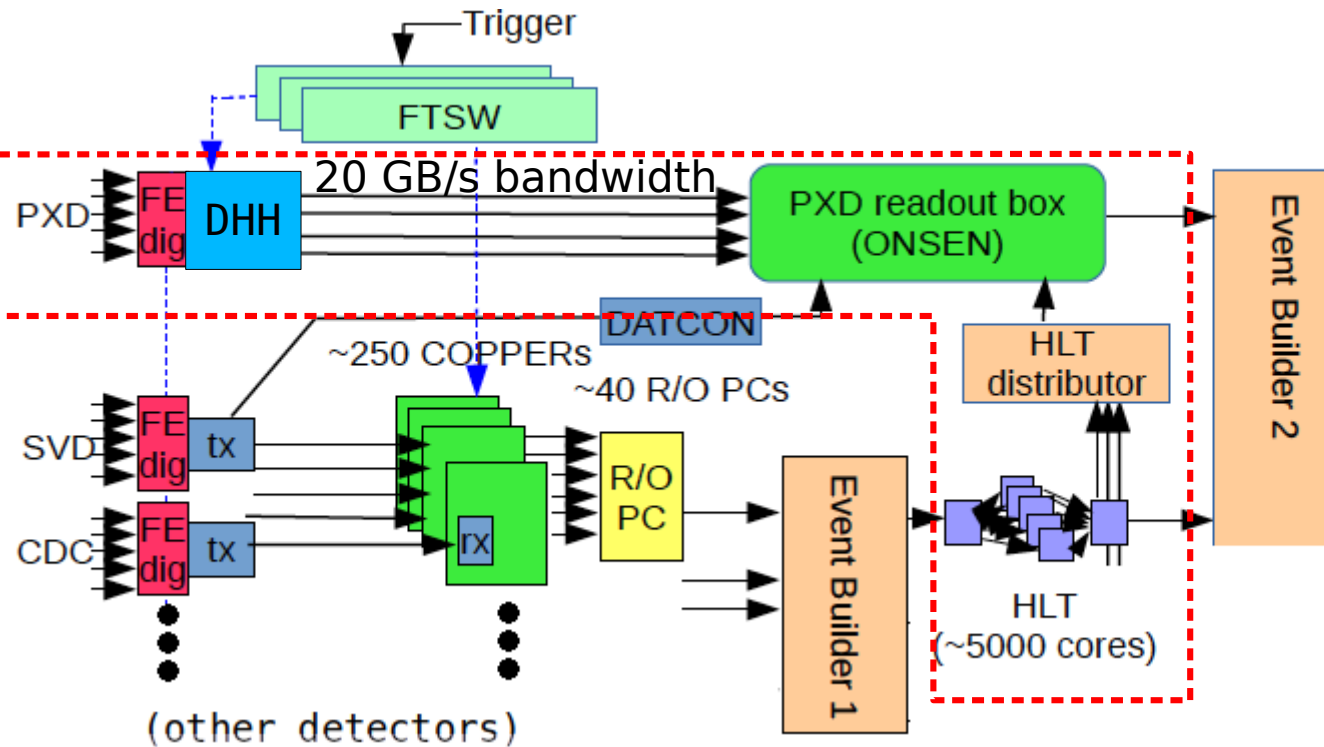 Trigger
FTSW
20 GB/s bandwidth
PXD
FE
dig
DHH
PXD readout box
(ONSEN)
Event Builder 2
DATCON
~250 COPPERs
~40 R/O PCs
HLT
distributor
SVD
FE
dig
tx
R/O
PC
CDC
FE
dig
tx
rx
Event Builder 1
HLT
(~5000 cores)
(other detectors)